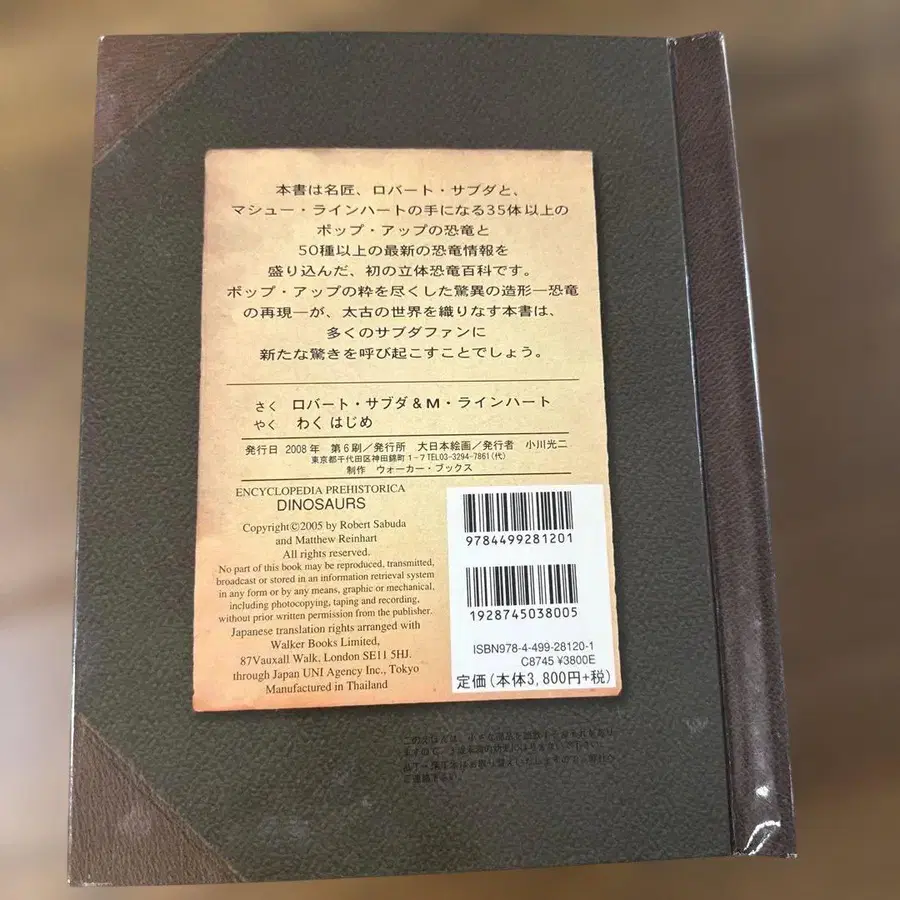 本書は名匠、ロバート・サブダと、
マシュー・ラインハートの手になる35体以上の
ポップ・アップの恐竜と
50種以上の最新の恐竜情報を
盛り込んだ、初の立体恐竜百科です。
ポップ・アップの粋を尽くした驚異の造形―恐竜
の再現―が、太古の世界を織りなす本書は、
多くのサブダファンに
新たな驚きを呼び起こすことでしょう。
さく ロバート・サブダ&M・ラインハート
やく わく はじめ
発行日 2008年 第6刷/発行所 大日本絵画/発行者 小川光二
東京都千代田区神田錦町1-7 TEL03-3294-7861(代)
制作 ウォーカー・ブックス
ENCYCLOPEDIA PREHISTORICA
DINOSAURS
Copyright©2005 by Robert Sabuda
and Matthew Reinhart
All rights reserved.
No part of this book may be reproduced, transmitted,
broadcast or stored in an information retrieval system
in any form or by any means, graphic or mechanical,
including photocopying, taping and recording,
without prior written permission from the publisher.
Japanese translation rights arranged with
Walker Books Limited,
87Vauxall Walk, London SE11 5HJ.
through Japan UNI Agency Inc., Tokyo
Manufactured in Thailand
9784499281201
1928745038005
ISBN978-4-499-28120-1
C8745 ¥3800E
定価(本体3,800円+税)